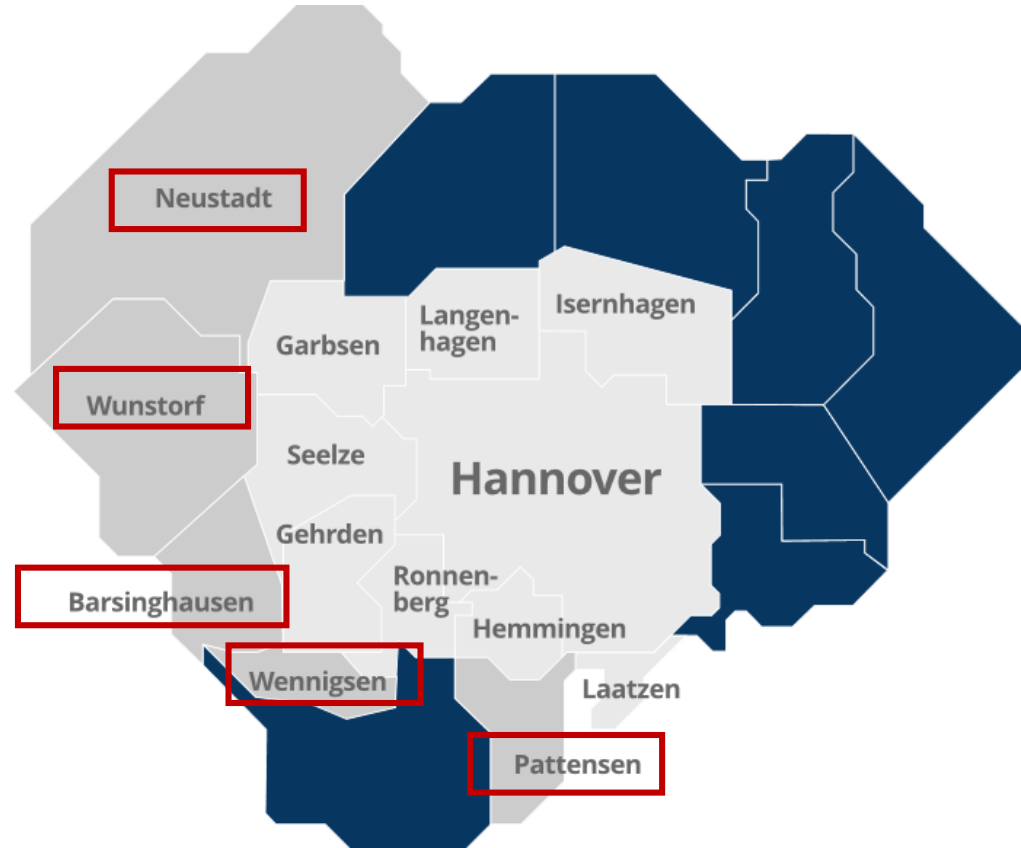 Neustadt
Isernhagen
Langen-
hagen
Garbsen
Wunstorf
Seelze
Hannover
Gehrden
Ronnen-
berg
Barsinghausen
Hemmingen
Wennigsen
Laatzen
Pattensen